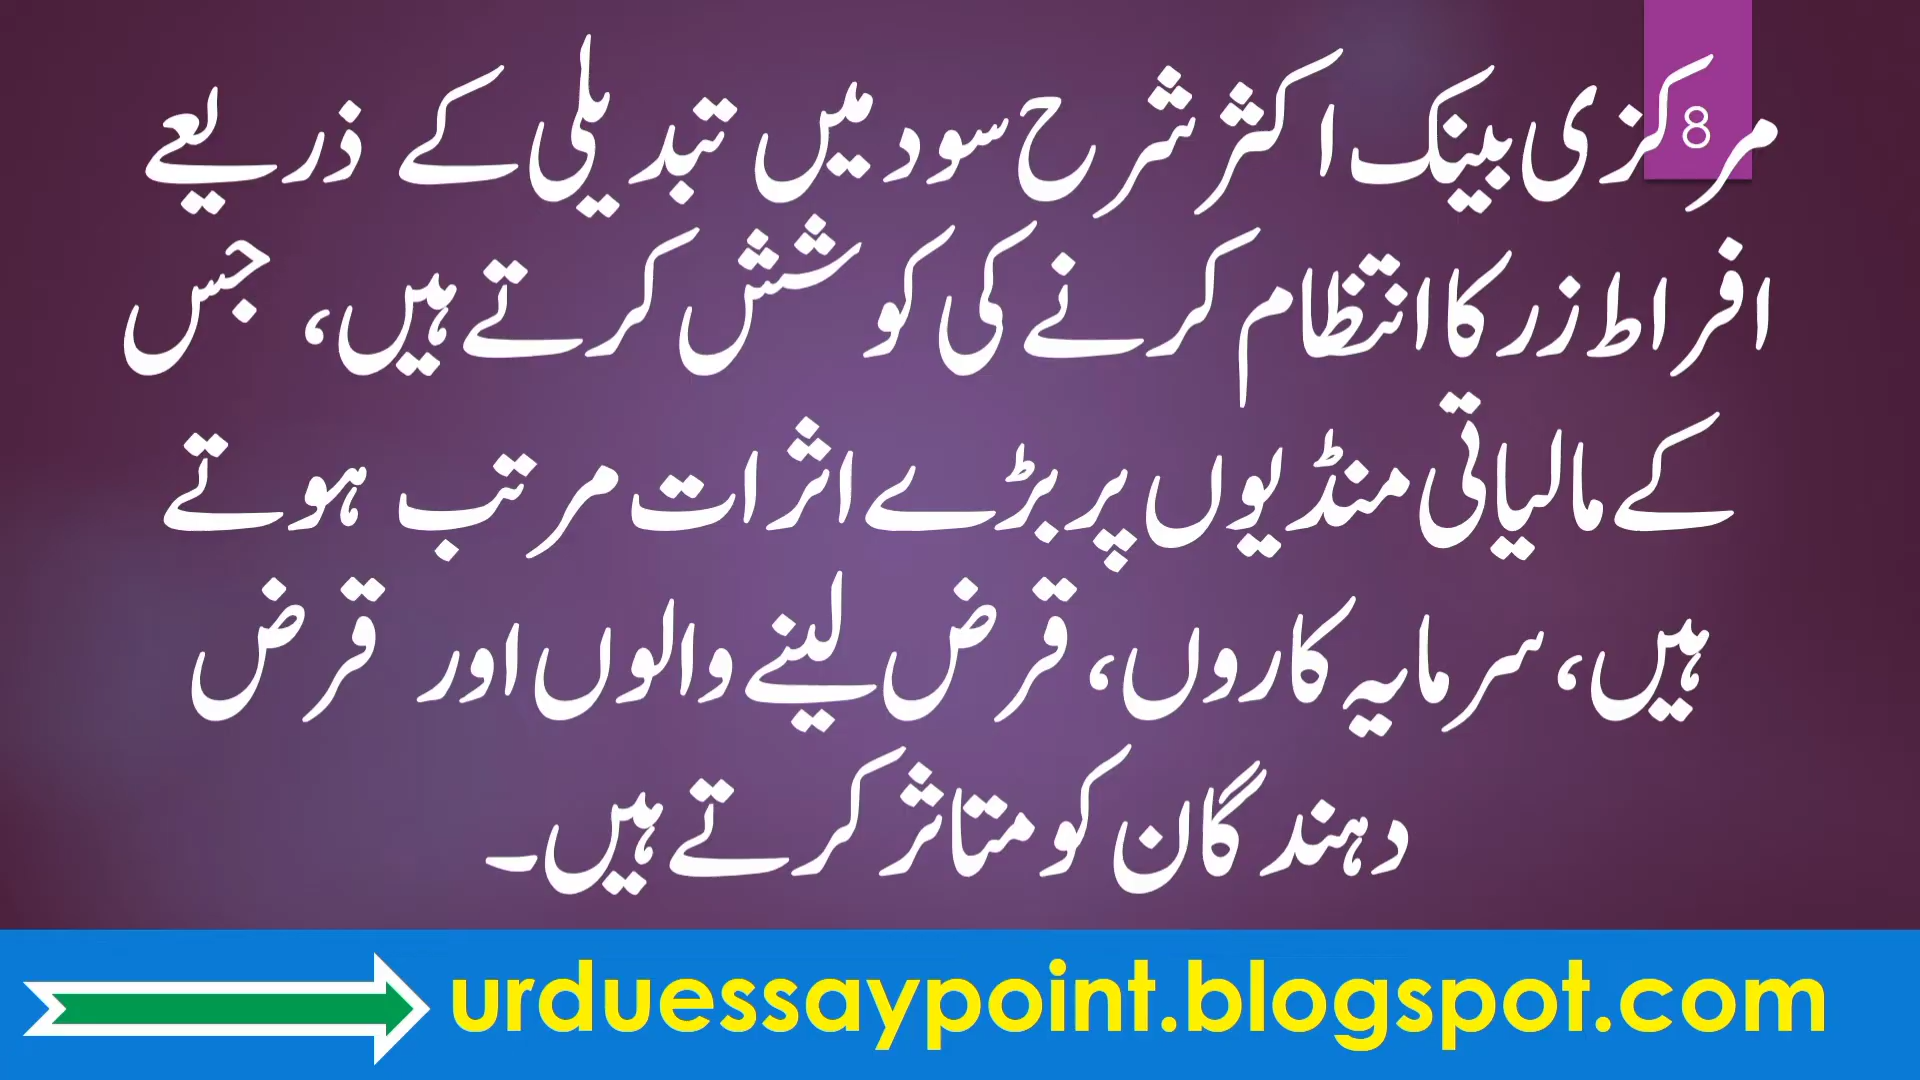 8
مرکزی بینک اکثر شرح سود میں تبدیلی کے ذریعے
افراط زر کا انتظام کرنے کی کوشش کرتے ہیں، جس
کے مالیاتی منڈیوں پر بڑے اثرات مرتب ہوتے
ہیں، سرمایہ کاروں، قرض لینے والوں اور قرض
دہندگان کو متاثر کرتے ہیں۔
urduessaypoint.blogspot.com